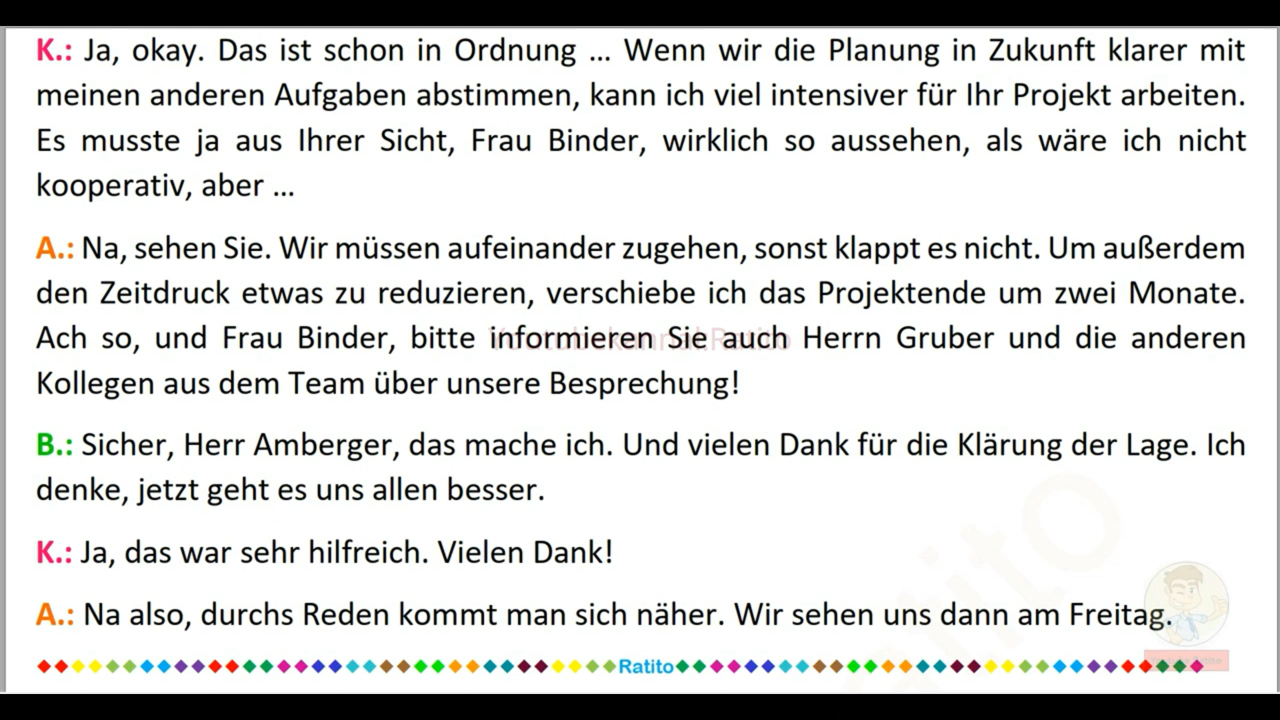 K.: Ja, okay. Das ist schon in Ordnung ... Wenn wir die Planung in Zukunft klarer mit
meinen anderen Aufgaben abstimmen, kann ich viel intensiver für Ihr Projekt arbeiten.
Es musste ja aus Ihrer Sicht, Frau Binder, wirklich so aussehen, als wäre ich nicht
kooperativ, aber ...
A.: Na, sehen Sie. Wir müssen aufeinander zugehen, sonst klappt es nicht. Um außerdem
den Zeitdruck etwas zu reduzieren, verschiebe ich das Projektende um zwei Monate.
Ach so, und Frau Binder, bitte informieren Sie auch Herrn Gruber und die anderen
Kollegen aus dem Team über unsere Besprechung!
B.: Sicher, Herr Amberger, das mache ich. Und vielen Dank für die Klärung der Lage. Ich
denke, jetzt geht es uns allen besser.
K.: Ja, das war sehr hilfreich. Vielen Dank!
A.: Na also, durchs Reden kommt man sich näher. Wir sehen uns dann am Freitag.
Ratito